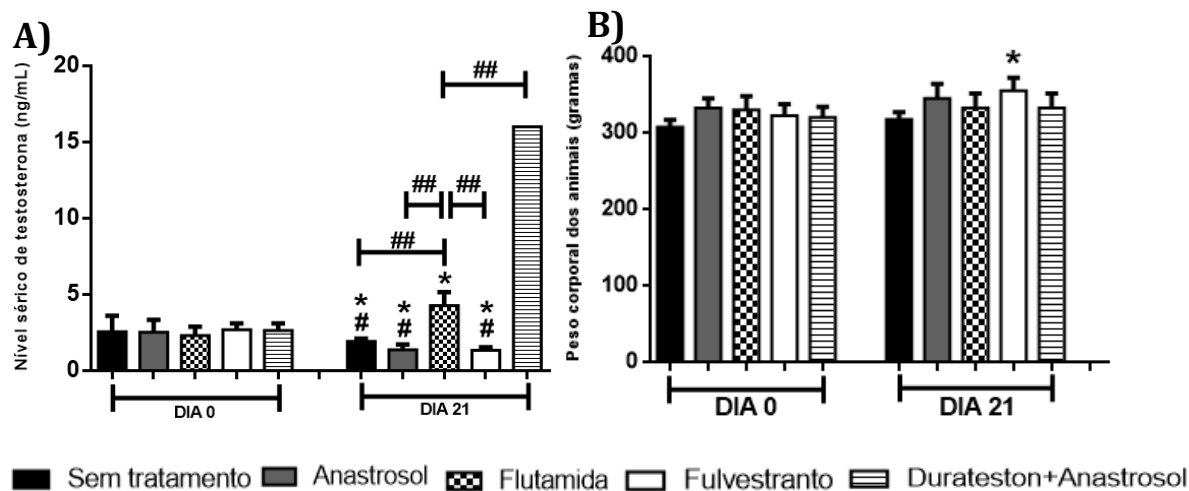 A)
Nível sérico de testosterona (ng/mL)
20
15
10
5
0
##
##
##
##
*
#
*
#
*
*
#
DIA 0
DIA 21
B)
Peso corporal dos animais (gramas)
400
300
200
100
0
*
DIA 0
DIA 21
Sem tratamento
Anastrosol
Flutamida
Fulvestranto
Durateston+Anastrosol